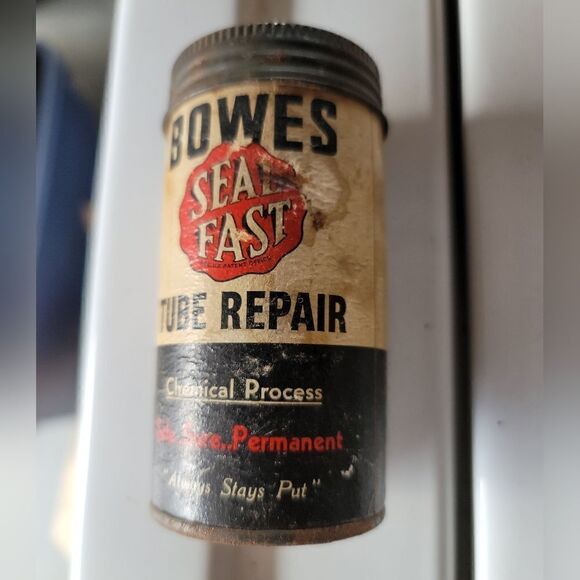 BOWES
SEAL
FAST
TUBE REPAIR
Chemical Process
Safe..Sure..Permanent
"Always Stays Put"